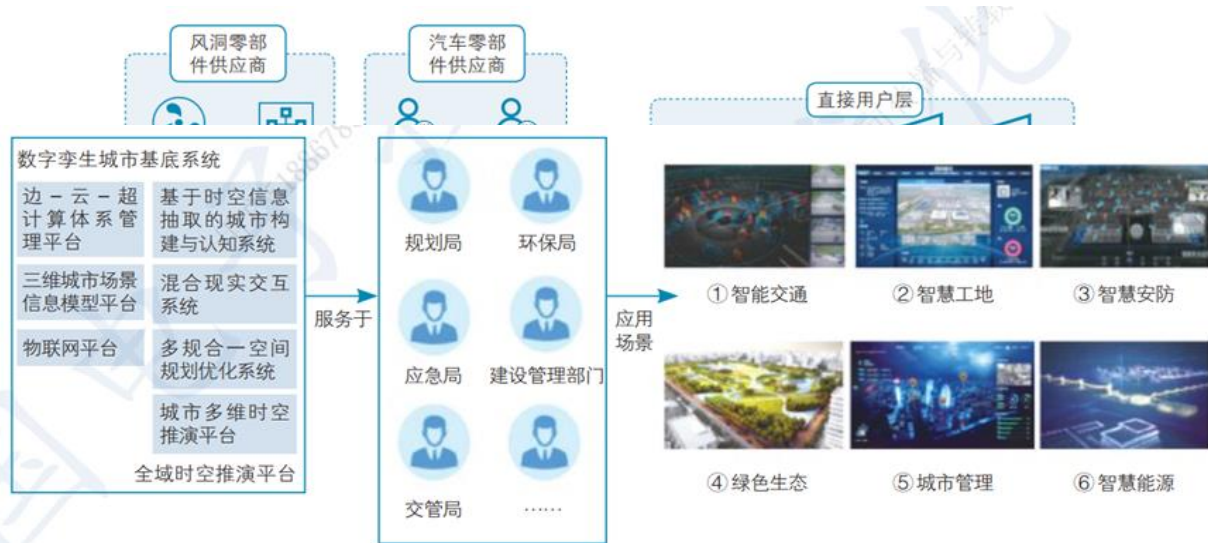 风洞零部
件供应商
汽车零部
件供应商
直接用户层
数字孪生城市基底系统
边-云-超
计算体系管
理平台
基于时空信息
抽取的城市构
建与认知系统
三维城市场景
信息模型平台
混合现实交互
系统
物联网平台
多规合一空间
规划优化系统
城市多维时空
推演平台
全域时空推演平台
服务于
规划局
环保局
应急局
建设管理部门
交管局
……
应用
场景
①智能交通
②智慧工地
③智慧安防
④绿色生态
⑤城市管理
⑥智慧能源